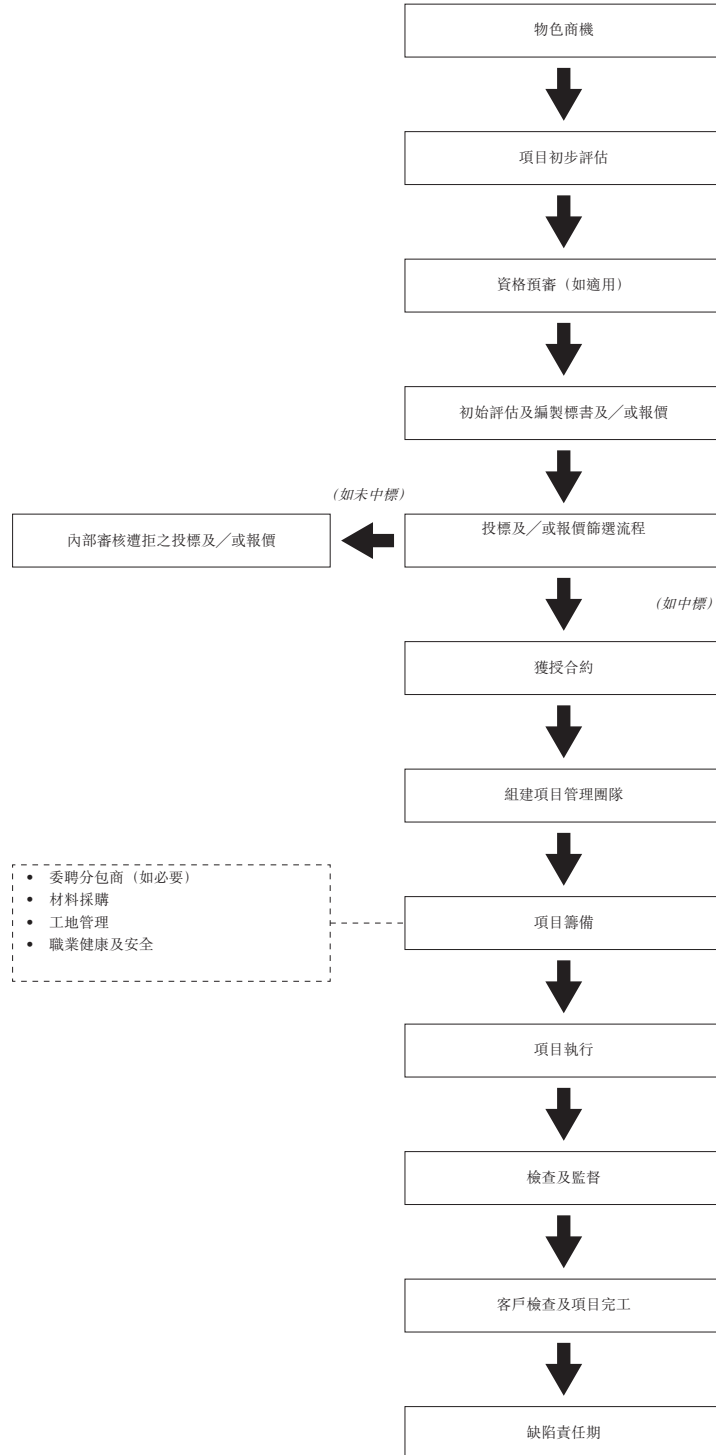 物色商機
項目初步評估
資格預審（如適用）
初始評估及編製標書及╱或報價
(如未中標)
內部審核遭拒之投標及╱或報價
投標及╱或報價篩選流程
(如中標)
獲授合約
組建項目管理團隊
• 委聘分包商（如必要）
• 材料採購
• 工地管理
• 職業健康及安全
項目籌備
項目執行
檢查及監督
客戶檢查及項目完工
缺陷責任期